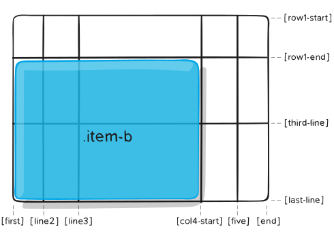 [row1-start]
[row1-end]
[third-line]
.item-b
[last-line]
[first] [line2] [line3] [col4-start] [five] [end]